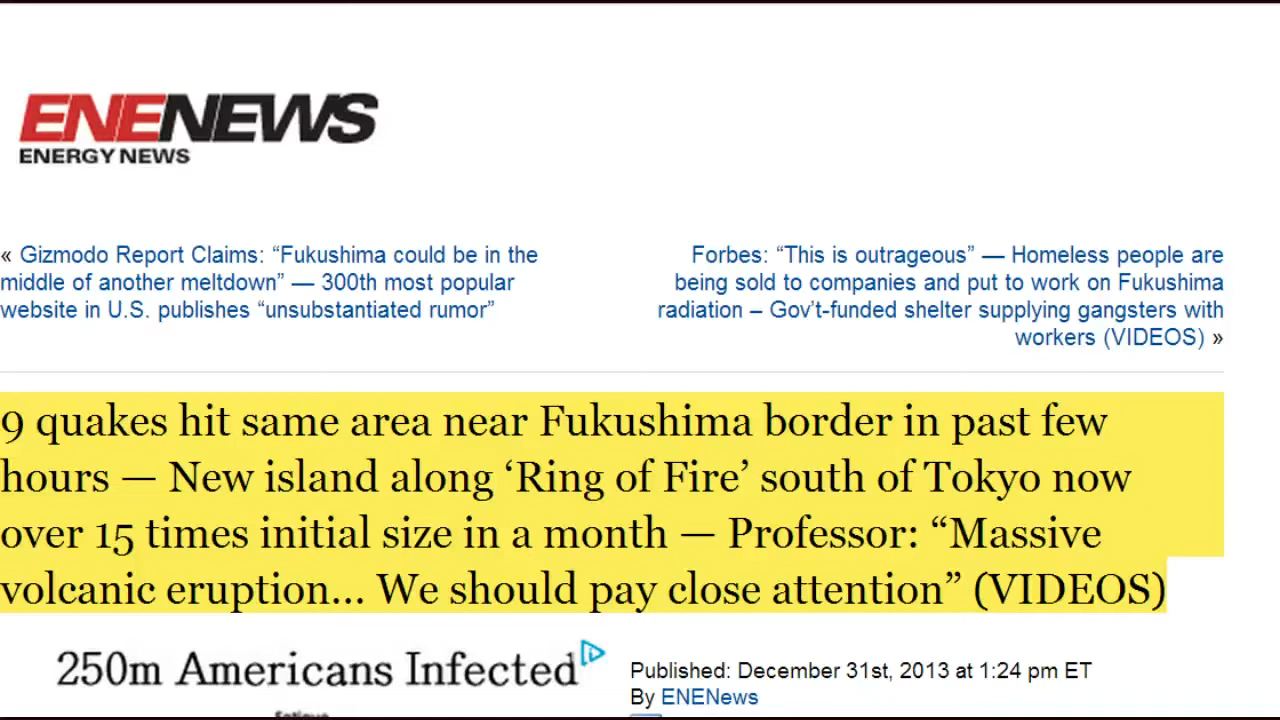 ENENEWS
ENERGY NEWS
« Gizmodo Report Claims: “Fukushima could be in the
middle of another meltdown” — 300th most popular
website in U.S. publishes “unsubstantiated rumor”
Forbes: “This is outrageous” — Homeless people are
being sold to companies and put to work on Fukushima
radiation – Gov’t-funded shelter supplying gangsters with
workers (VIDEOS) »
9 quakes hit same area near Fukushima border in past few
hours — New island along ‘Ring of Fire’ south of Tokyo now
over 15 times initial size in a month — Professor: “Massive
volcanic eruption... We should pay close attention” (VIDEOS)
250m Americans Infected
Fatigue
Published: December 31st, 2013 at 1:24 pm ET
By ENENews